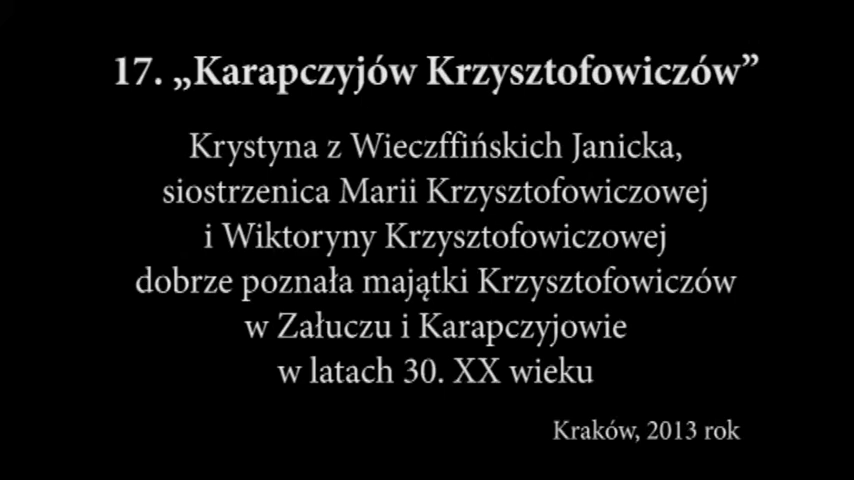 17. „Karapczyjów Krzysztofowiczów”
Krystyna z Wieczffińskich Janicka,
siostrzenica Marii Krzysztofowiczowej
i Wiktoryny Krzysztofowiczowej
dobrze poznała majątki Krzysztofowiczów
w Załuczu i Karapczyjowie
w latach 30. XX wieku
Kraków, 2013 rok